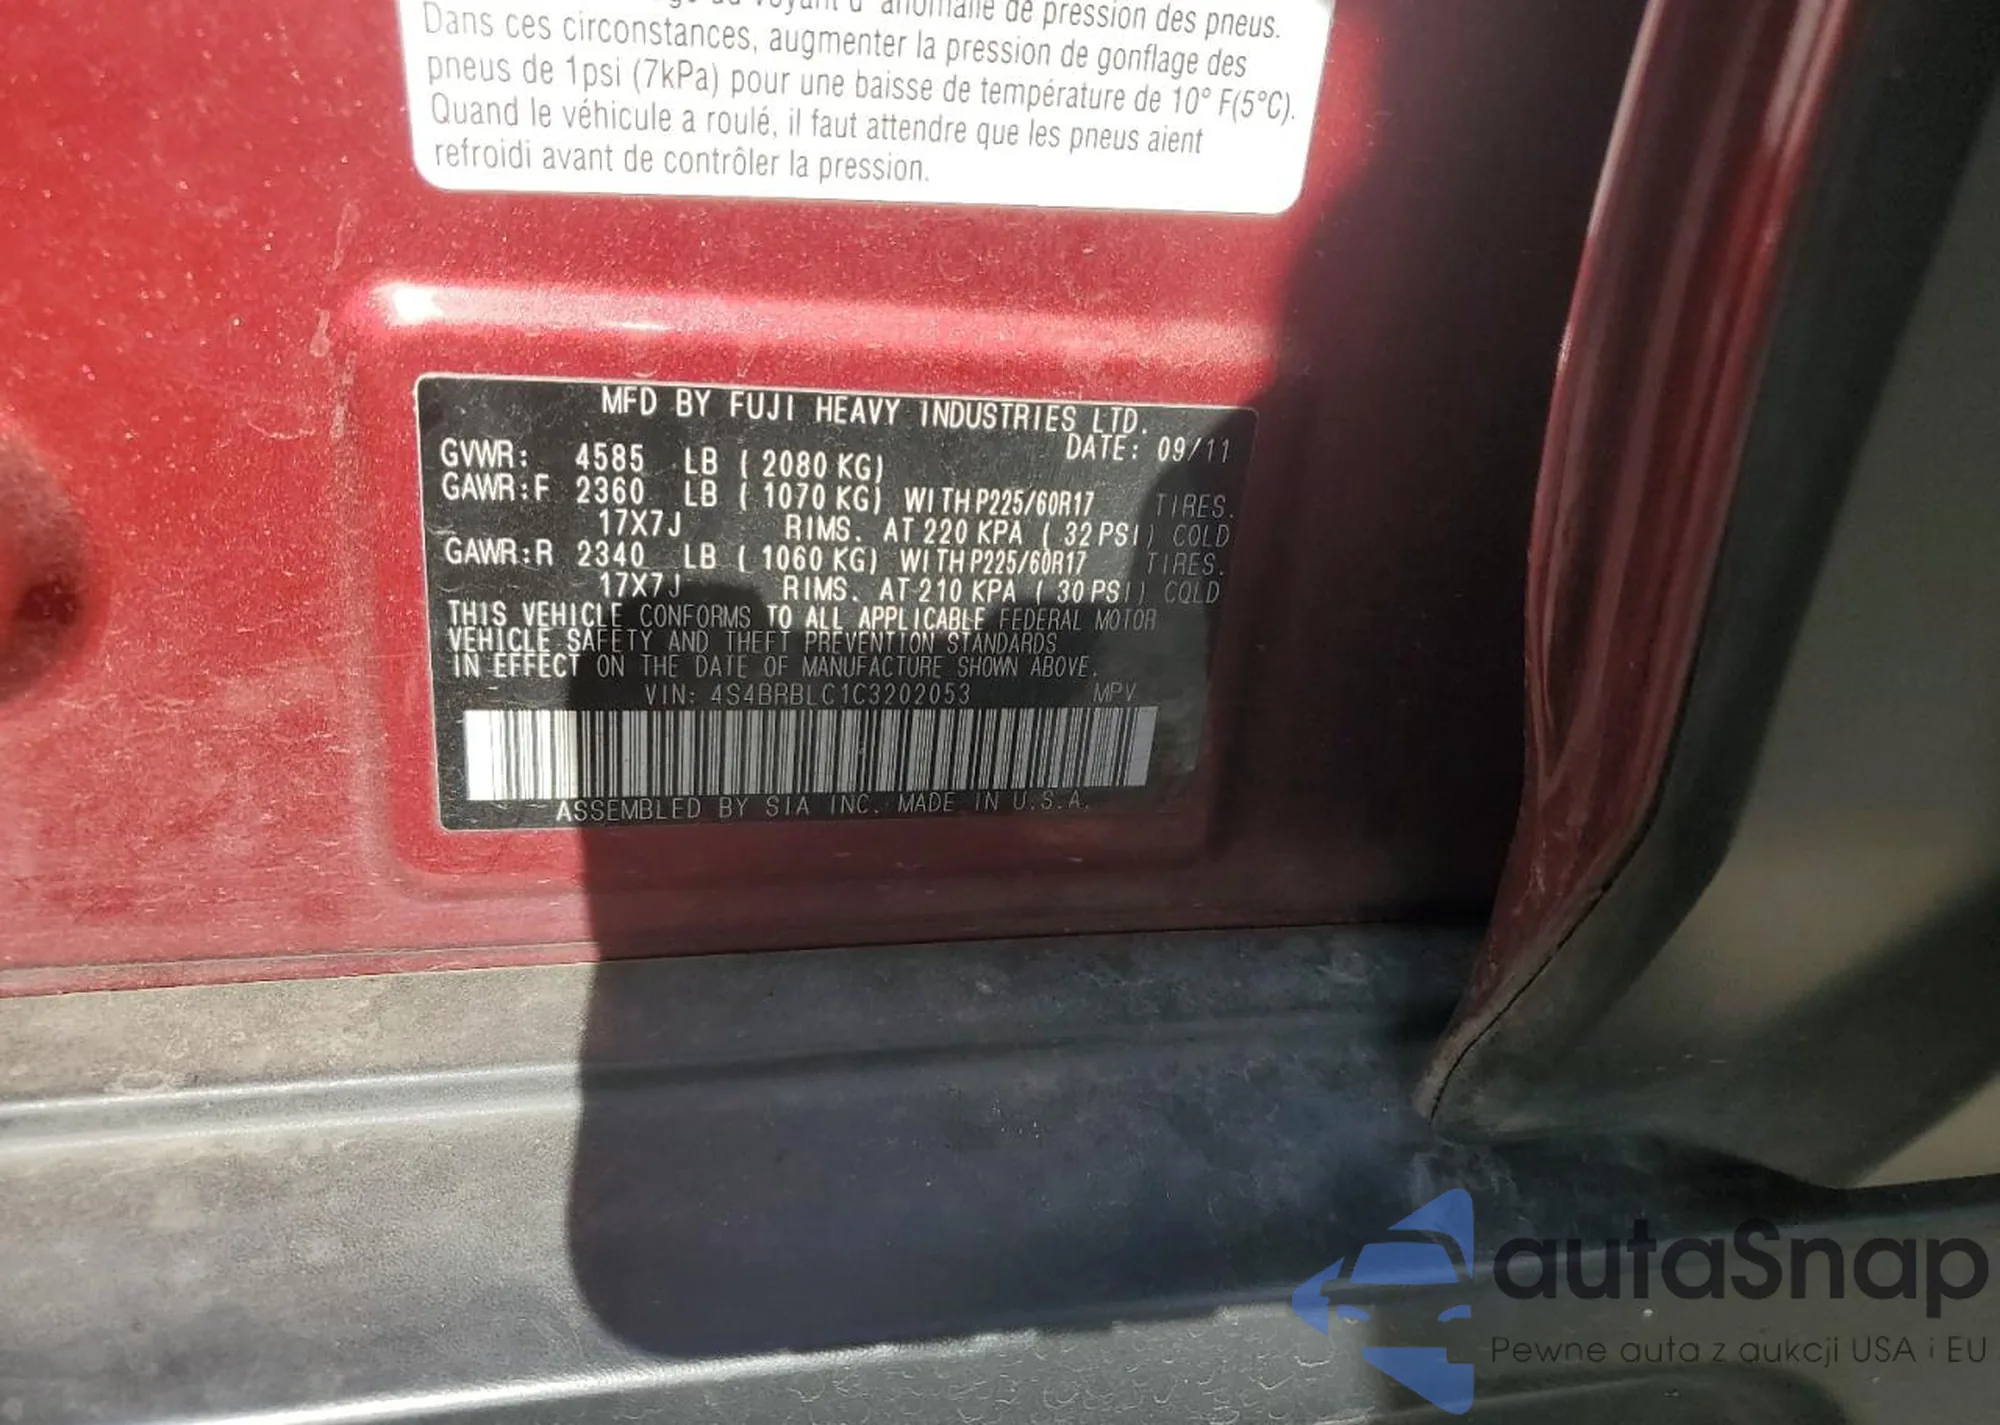 voyant d' anomalie de pression des pneus.
Dans ces circonstances, augmenter la pression de gonflage des
pneus de 1psi (7kPa) pour une baisse de température de 10° F(5°C).
Quand le véhicule a roulé, il faut attendre que les pneus aient
refroidi avant de contrôler la pression.
MFD BY FUJI HEAVY INDUSTRIES LTD.
DATE: 09/11
GVWR: 4585 LB ( 2080 KG)
GAWR:F 2360 LB ( 1070 KG) WITH P225/60R17 TIRES.
17X7J RIMS. AT 220 KPA ( 32 PSI) COLD
GAWR:R 2340 LB ( 1060 KG) WITH P225/60R17 TIRES.
17X7J RIMS. AT 210 KPA ( 30 PSI) COLD
THIS VEHICLE CONFORMS TO ALL APPLICABLE FEDERAL MOTOR
VEHICLE SAFETY AND THEFT PREVENTION STANDARDS
IN EFFECT ON THE DATE OF MANUFACTURE SHOWN ABOVE.
VIN: 4S4BRBLC1C3202053 MPV
ASSEMBLED BY SIA INC. MADE IN U.S.A.
autaSnap
Pewne auta z aukcji USA i EU